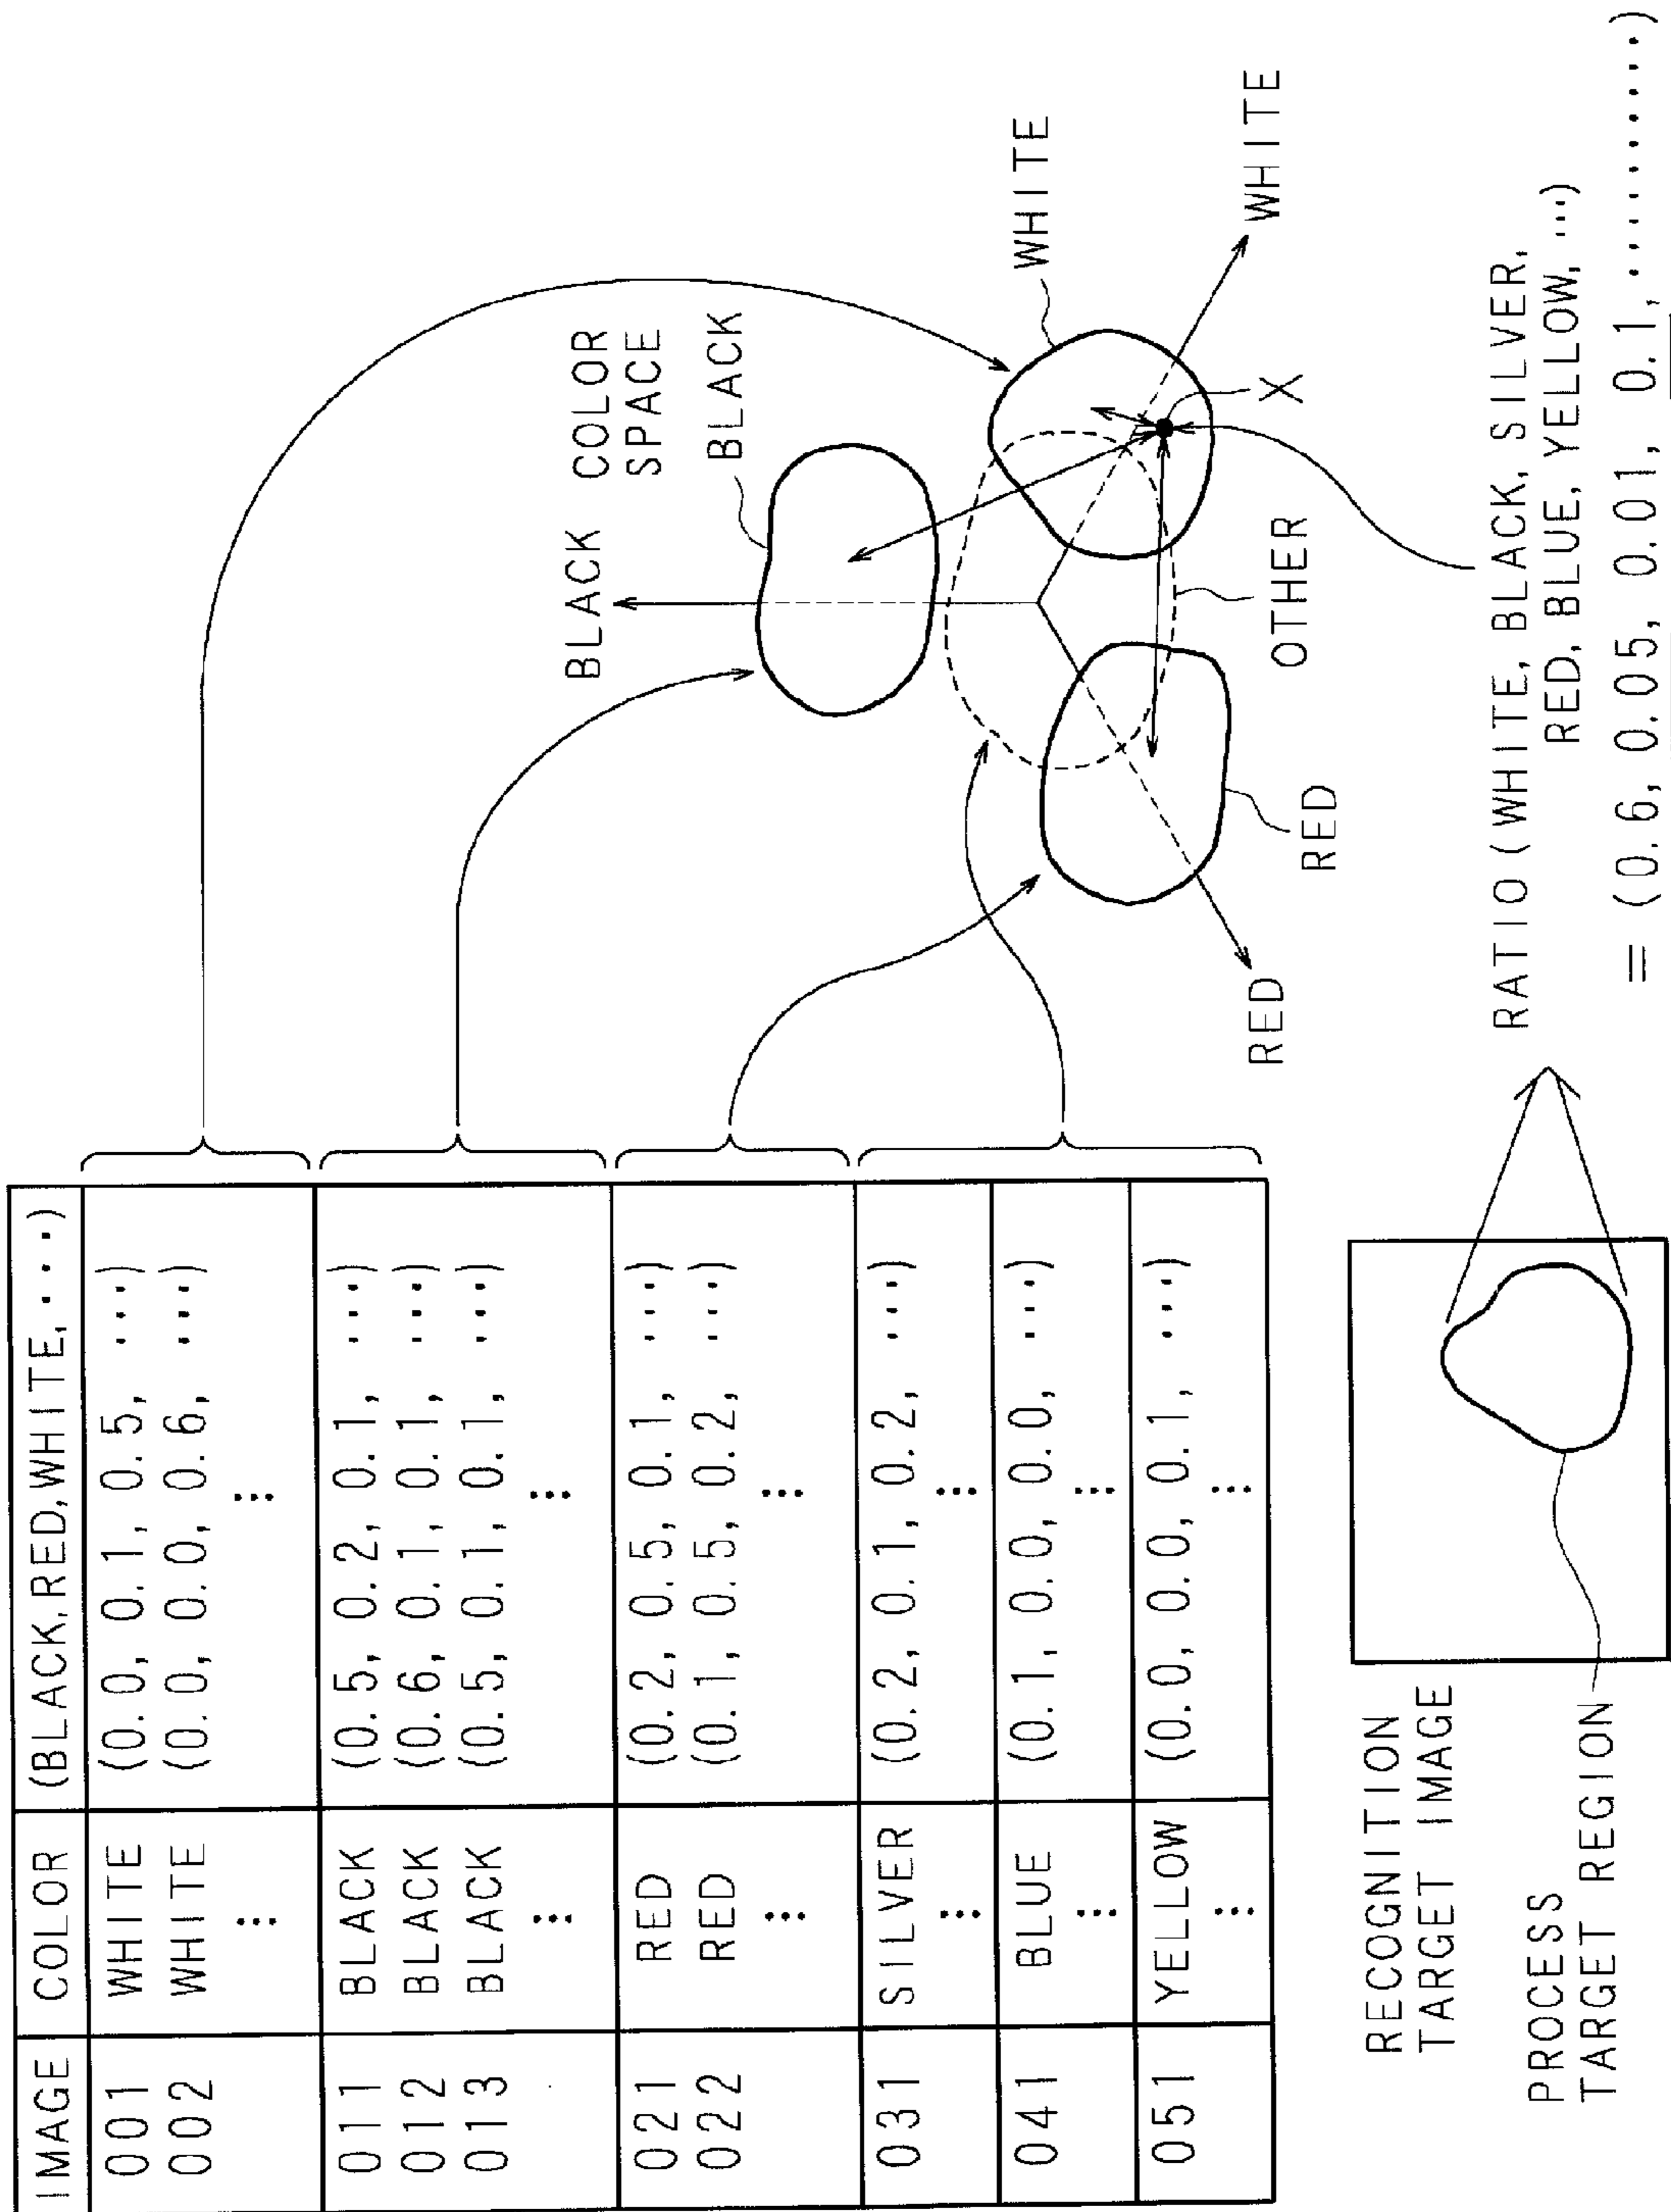 IMAGE COLOR (BLACK, RED, WHITE, ····)
001 WHITE (0.0, 0.1, 0.5, ···)
002 WHITE (0.0, 0.0, 0.6, ···)
⋮ ⋮
011 BLACK (0.5, 0.2, 0.1, ···)
012 BLACK (0.6, 0.1, 0.1, ···)
013 BLACK (0.5, 0.1, 0.1, ···)
⋮ ⋮
021 RED (0.2, 0.5, 0.1, ···)
022 RED (0.1, 0.5, 0.2, ···)
⋮ ⋮
031 SILVER (0.2, 0.1, 0.2, ···)
⋮ ⋮
041 BLUE (0.1, 0.0, 0.0, ···)
⋮ ⋮
051 YELLOW (0.0, 0.0, 0.1, ···)
⋮ ⋮
BLACK
COLOR
SPACE
BLACK
WHITE
WHITE
X
OTHER
RED
RED
RECOGNITION
TARGET IMAGE
PROCESS
TARGET REGION
RATIO (WHITE, BLACK, SILVER,
RED, BLUE, YELLOW, ···)
= (0.6, 0.05, 0.01, 0.1, ··········)